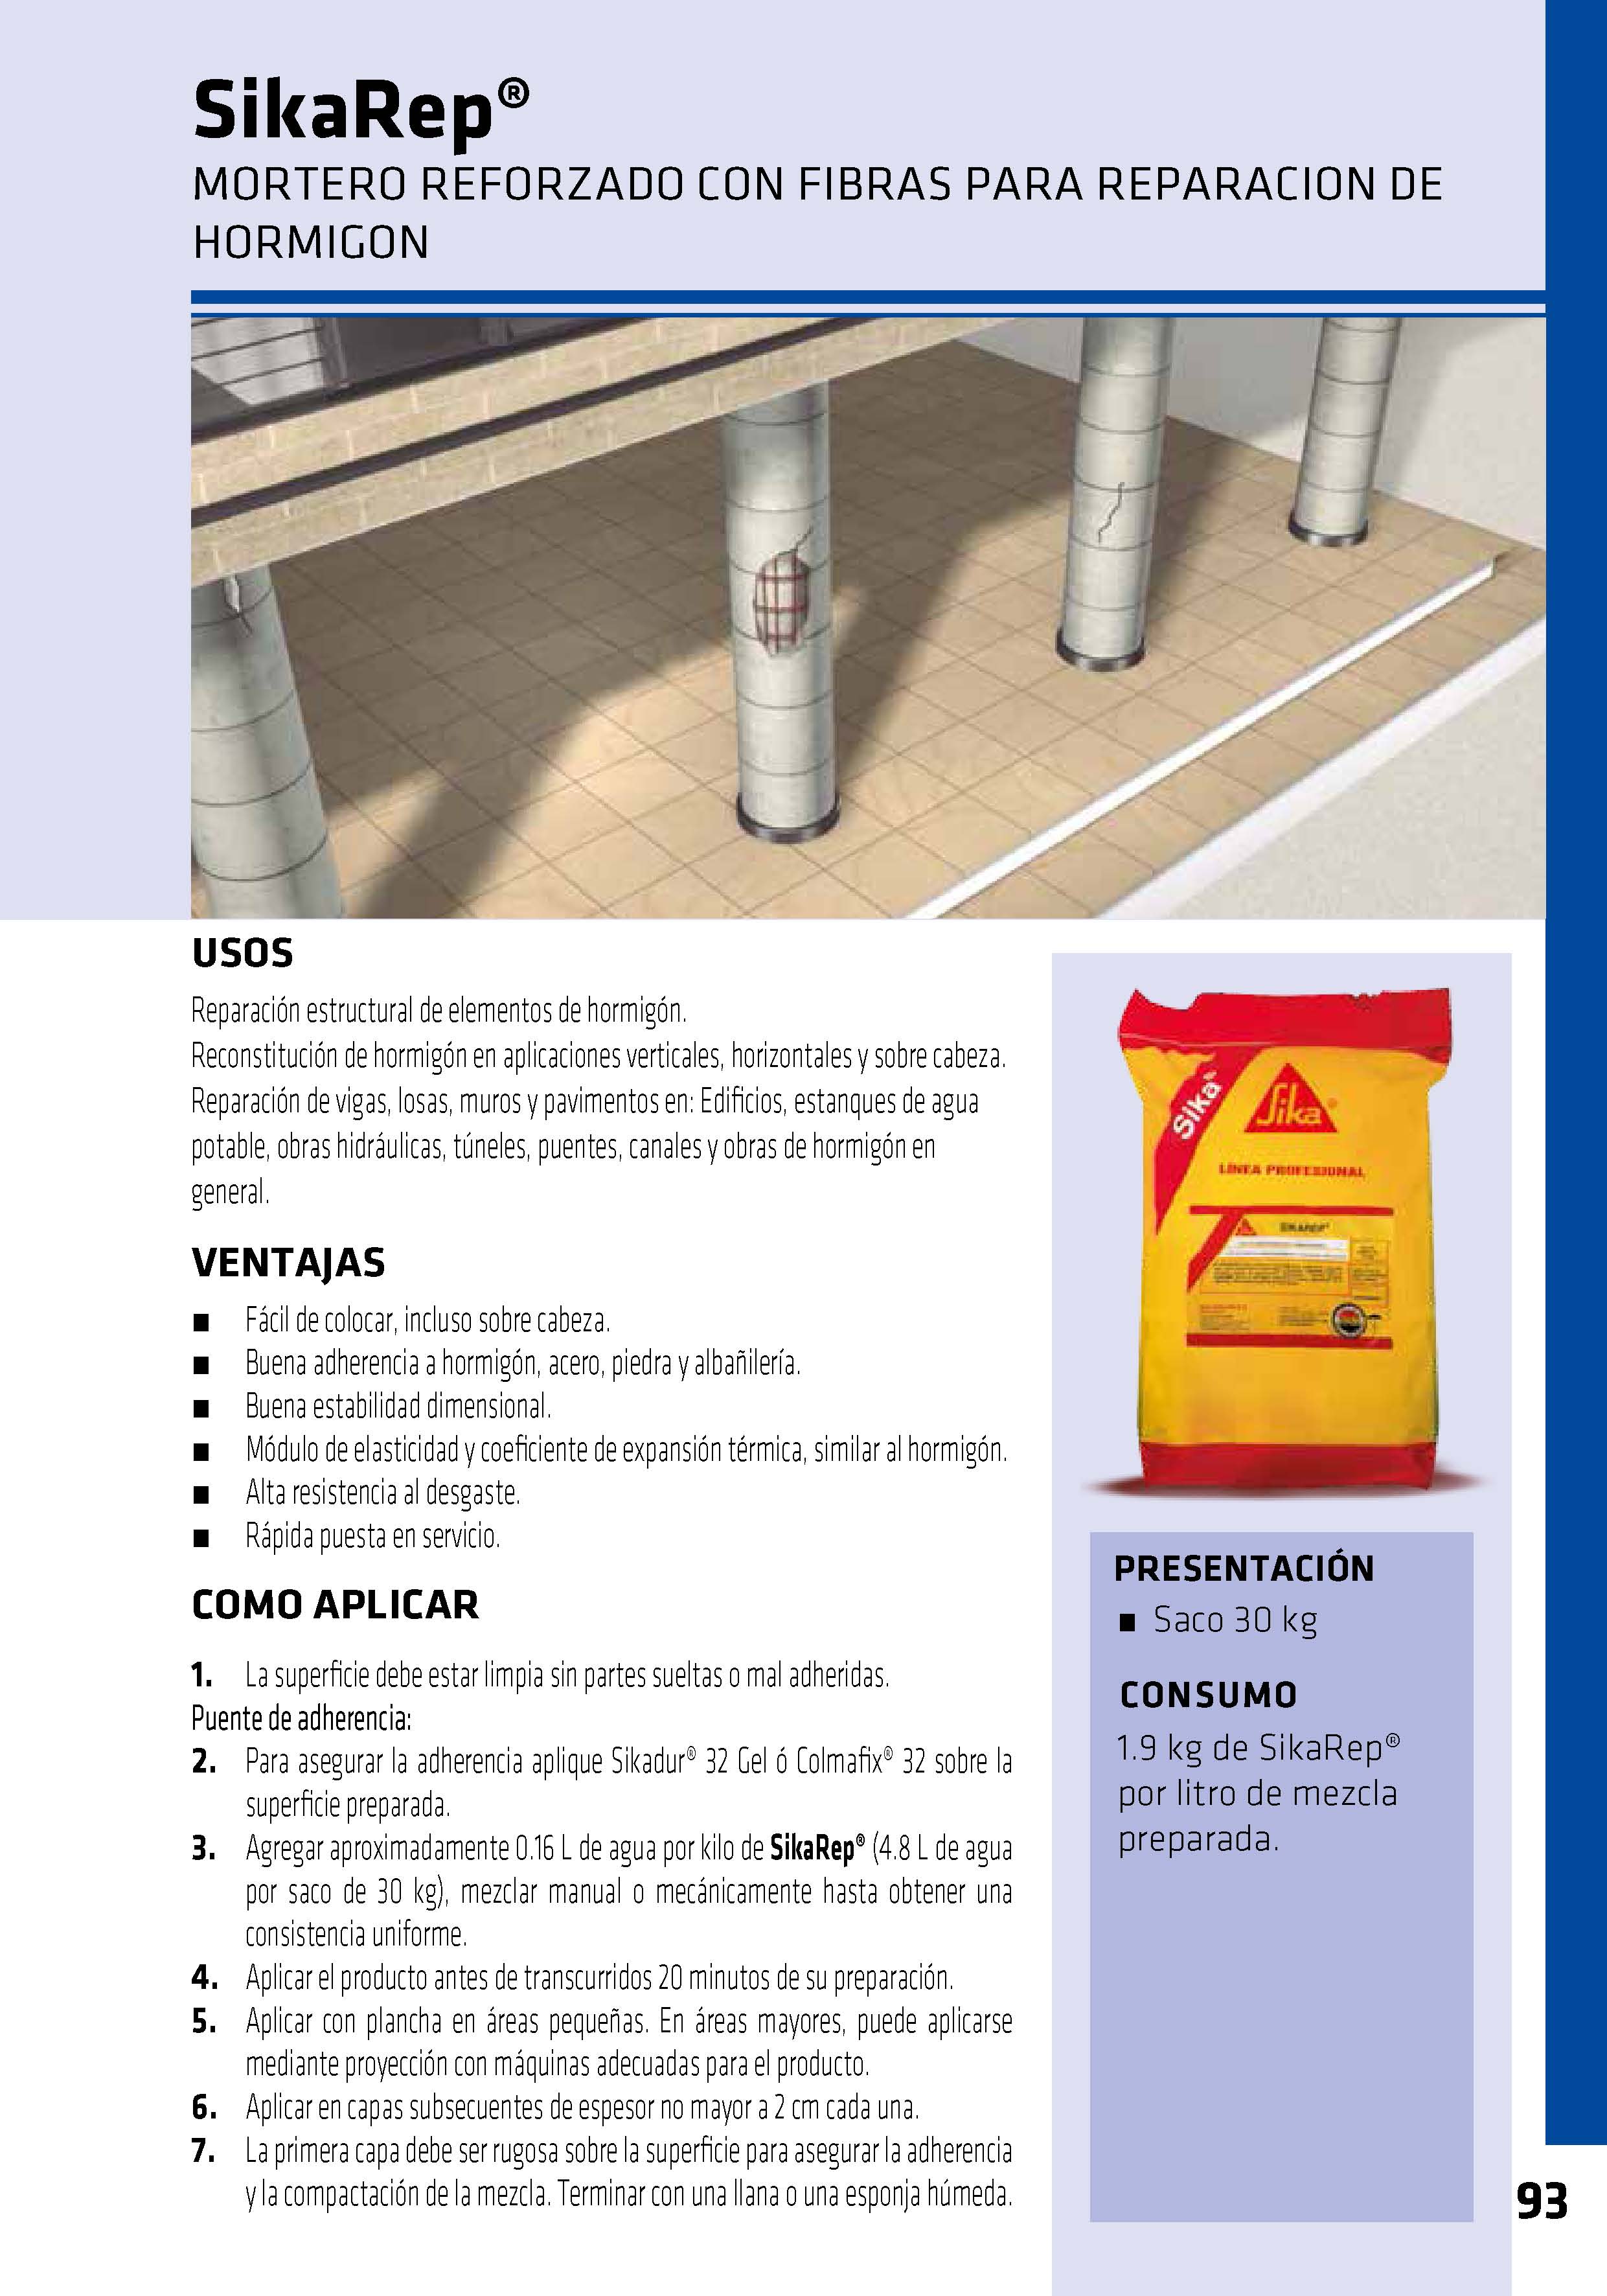 SikaRep®
MORTERO REFORZADO CON FIBRAS PARA REPARACION DE
HORMIGON
USOS
Reparación estructural de elementos de hormigón.
Reconstitución de hormigón en aplicaciones verticales, horizontales y sobre cabeza.
Reparación de vigas, losas, muros y pavimentos en: Edificios, estanques de agua
potable, obras hidráulicas, túneles, puentes, canales y obras de hormigón en
general.
VENTAJAS
■ Fácil de colocar, incluso sobre cabeza.
■ Buena adherencia a hormigón, acero, piedra y albañilería.
■ Buena estabilidad dimensional.
■ Módulo de elasticidad y coeficiente de expansión térmica, similar al hormigón.
■ Alta resistencia al desgaste.
■ Rápida puesta en servicio.
COMO APLICAR
1. La superficie debe estar limpia sin partes sueltas o mal adheridas.
Puente de adherencia:
2. Para asegurar la adherencia aplique Sikadur® 32 Gel ó Colmafix® 32 sobre la
superficie preparada.
3. Agregar aproximadamente 0.16 L de agua por kilo de SikaRep® (4.8 L de agua
por saco de 30 kg), mezclar manual o mecánicamente hasta obtener una
consistencia uniforme.
4. Aplicar el producto antes de transcurridos 20 minutos de su preparación.
5. Aplicar con plancha en áreas pequeñas. En áreas mayores, puede aplicarse
mediante proyección con máquinas adecuadas para el producto.
6. Aplicar en capas subsecuentes de espesor no mayor a 2 cm cada una.
7. La primera capa debe ser rugosa sobre la superficie para asegurar la adherencia
y la compactación de la mezcla. Terminar con una llana o una esponja húmeda.
Sika®
Sika®
LÍNEA PROFESIONAL
SIKAREP®
PRESENTACIÓN
■ Saco 30 kg
CONSUMO
1.9 kg de SikaRep®
por litro de mezcla
preparada.
93